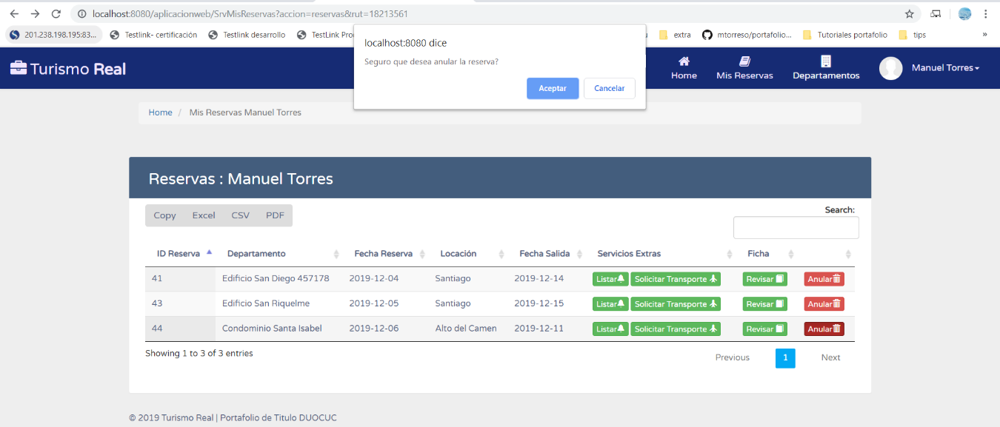 localhost:8080/aplicacionweb/SrvMisReservas?accion=reservas&rut=18213561
201.238.198.195:83... Testlink- certificación Testlink desarrollo TestLink Pro extra mtorreso/portafolio... Tutoriales portafolio tips »
localhost:8080 dice
Seguro que desea anular la reserva?
Aceptar Cancelar
Turismo Real Home Mis Reservas Departamentos Manuel Torres
Home / Mis Reservas Manuel Torres
Reservas : Manuel Torres
Copy Excel CSV PDF
Search:
ID Reserva Departamento Fecha Reserva Locación Fecha Salida Servicios Extras Ficha
41 Edificio San Diego 457178 2019-12-04 Santiago 2019-12-14 Listar Solicitar Transporte Revisar Anular
43 Edificio San Riquelme 2019-12-05 Santiago 2019-12-15 Listar Solicitar Transporte Revisar Anular
44 Condominio Santa Isabel 2019-12-06 Alto del Camen 2019-12-11 Listar Solicitar Transporte Revisar Anular
Showing 1 to 3 of 3 entries
Previous 1 Next
© 2019 Turismo Real | Portafolio de Titulo DUOCUC